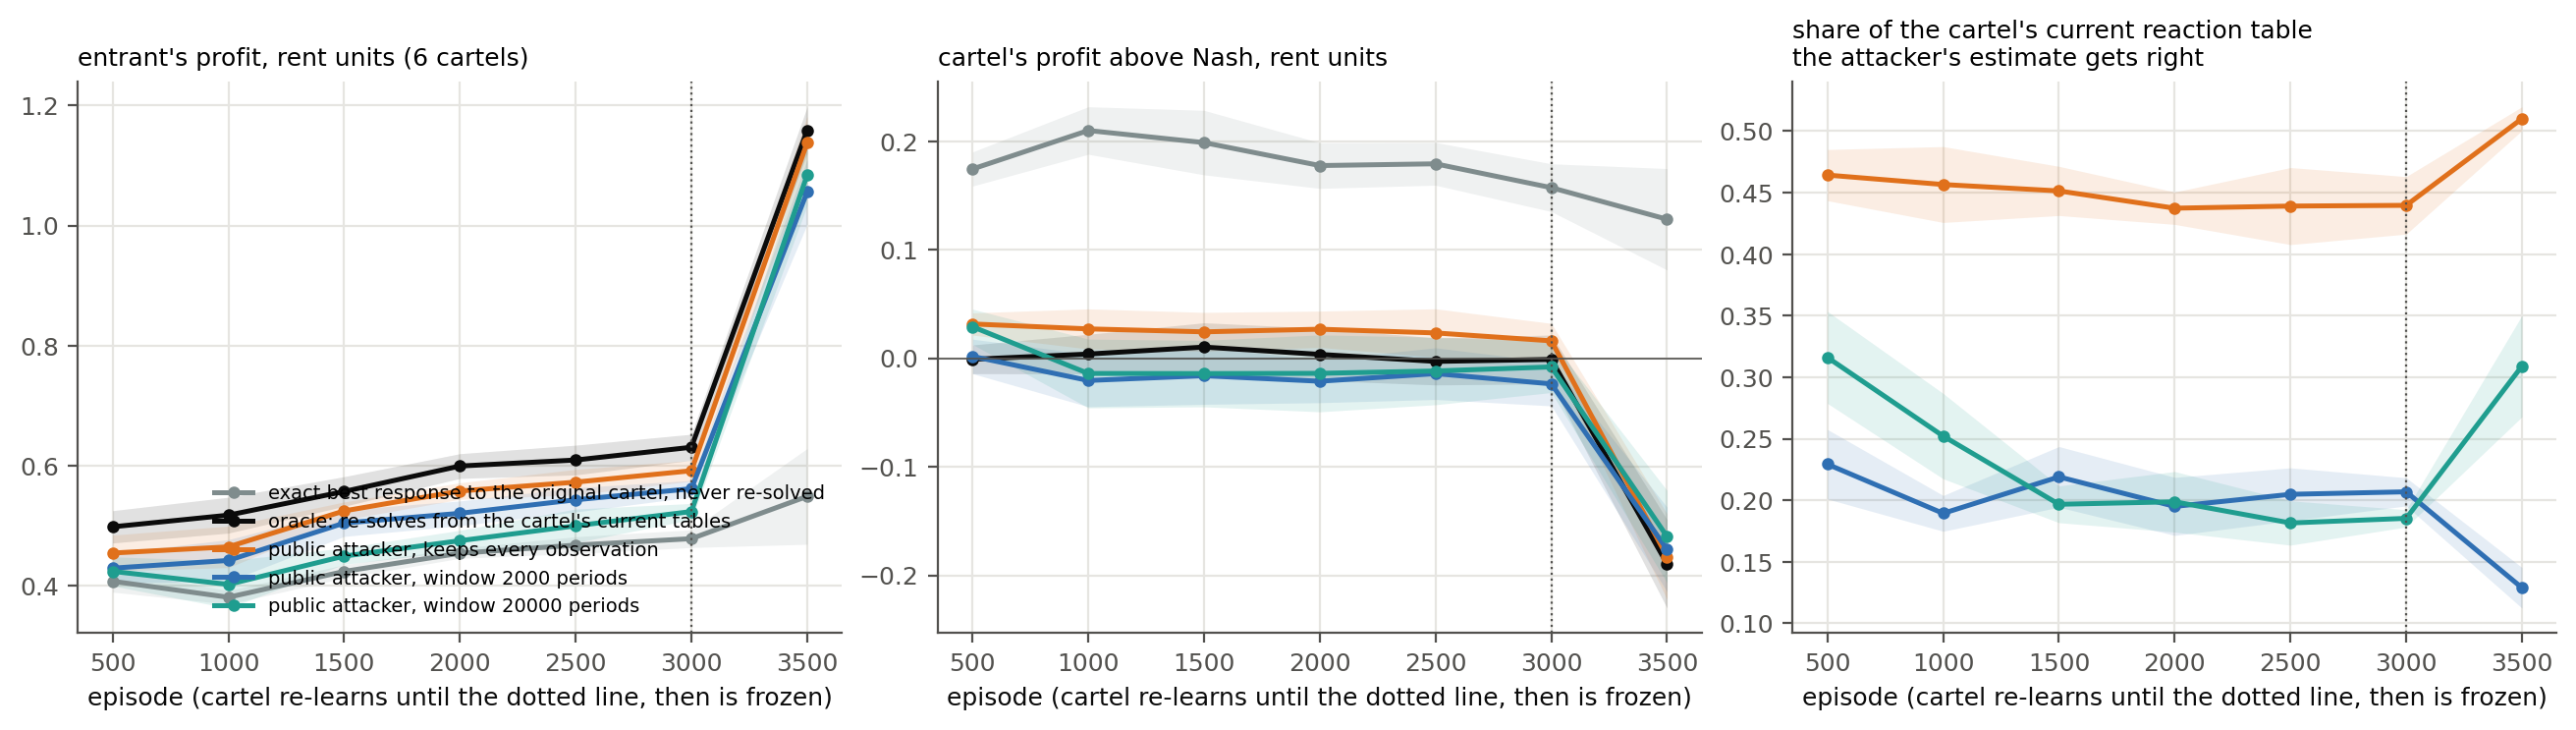 entrant's profit, rent units (6 cartels)
1.2
1.0
0.8
0.6
0.4
exact best response to the original cartel, never re-solved
oracle: re-solves from the cartel's current tables
public attacker, keeps every observation
public attacker, window 2000 periods
public attacker, window 20000 periods
500 1000 1500 2000 2500 3000 3500
episode (cartel re-learns until the dotted line, then is frozen)
cartel's profit above Nash, rent units
0.2
0.1
0.0
−0.1
−0.2
500 1000 1500 2000 2500 3000 3500
episode (cartel re-learns until the dotted line, then is frozen)
share of the cartel's current reaction table
the attacker's estimate gets right
0.50
0.45
0.40
0.35
0.30
0.25
0.20
0.15
0.10
500 1000 1500 2000 2500 3000 3500
episode (cartel re-learns until the dotted line, then is frozen)